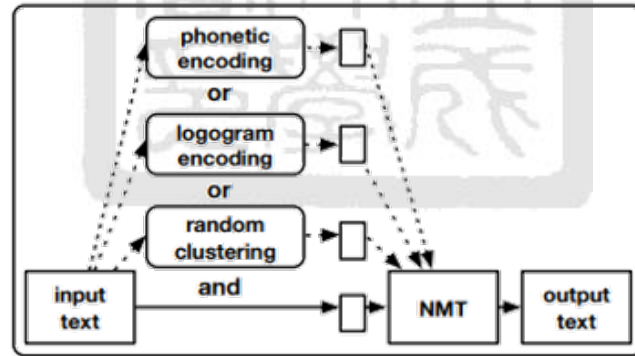 phonetic
encoding
or
logogram
encoding
or
random
clustering
and
input
text
NMT
output
text